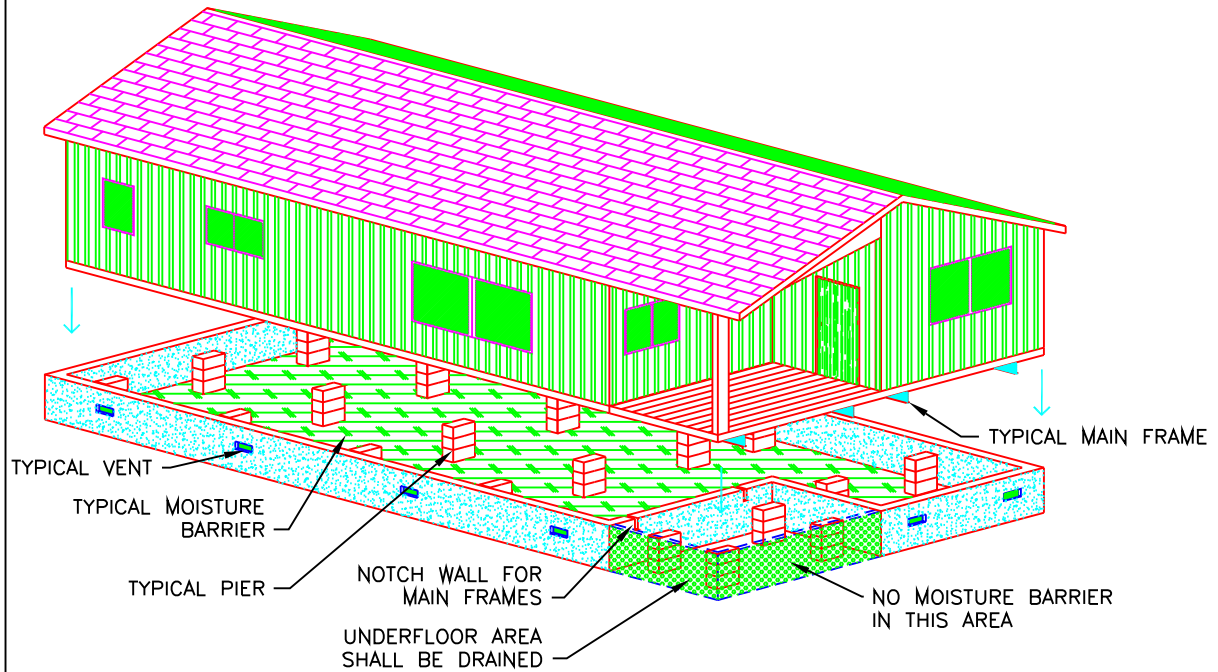 TYPICAL MAIN FRAME
TYPICAL VENT
TYPICAL MOISTURE
BARRIER
TYPICAL PIER
NOTCH WALL FOR
MAIN FRAMES
UNDERFLOOR AREA
SHALL BE DRAINED
NO MOISTURE BARRIER
IN THIS AREA